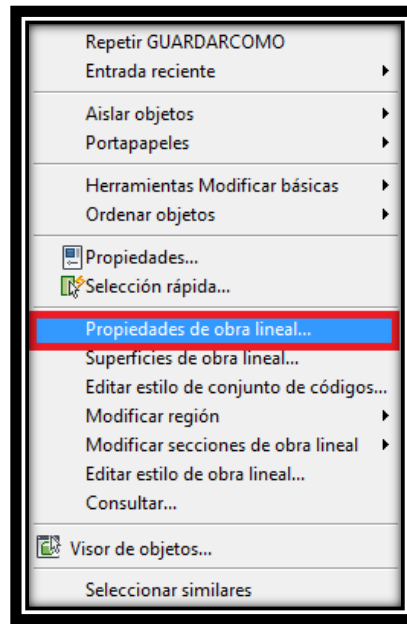 Repetir GUARDARCOMO
Entrada reciente
Aislar objetos
Portapapeles
Herramientas Modificar básicas
Ordenar objetos
Propiedades...
Selección rápida...
Propiedades de obra lineal...
Superficies de obra lineal...
Editar estilo de conjunto de códigos...
Modificar región
Modificar secciones de obra lineal
Editar estilo de obra lineal...
Consultar...
Visor de objetos...
Seleccionar similares